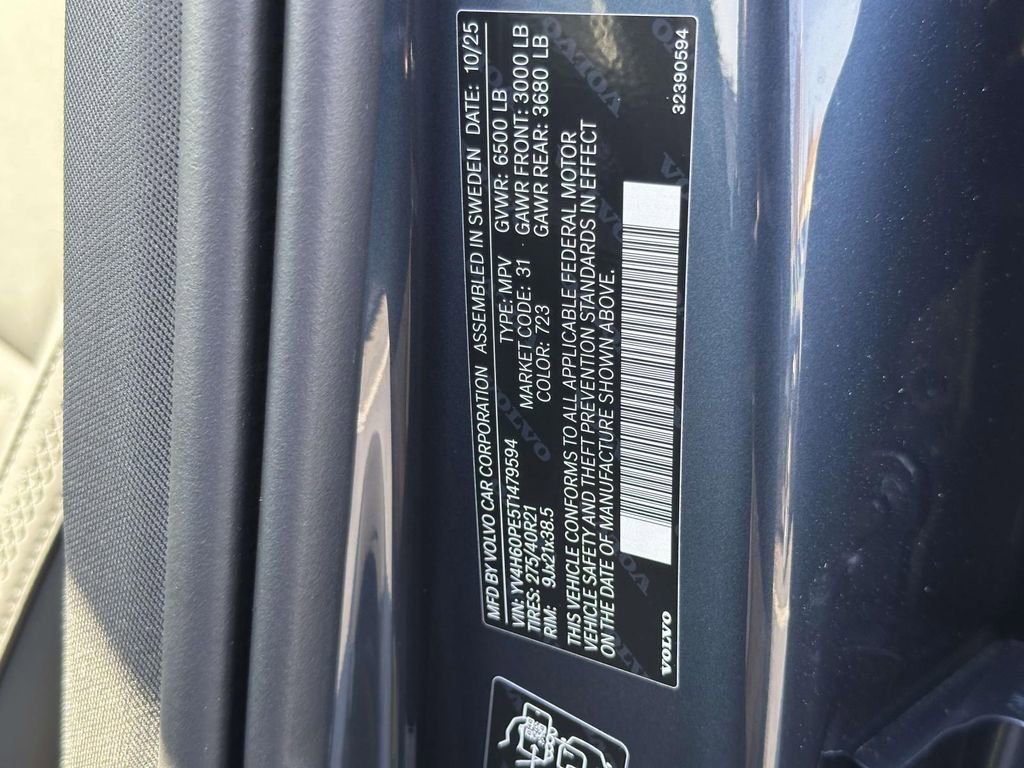 MFD BY VOLVO CAR CORPORATION ASSEMBLED IN SWEDEN DATE: 10/25
VIN: YV4H60PE5T1479594 TYPE: MPV GVWR: 6500 LB
TIRES: 275/40R21 MARKET CODE: 31 GAWR FRONT: 3000 LB
RIM: 9Jx21x38.5 COLOR: 723 GAWR REAR: 3680 LB
THIS VEHICLE CONFORMS TO ALL APPLICABLE FEDERAL MOTOR
VEHICLE SAFETY AND THEFT PREVENTION STANDARDS IN EFFECT
ON THE DATE OF MANUFACTURE SHOWN ABOVE.
VOLVO 32390594